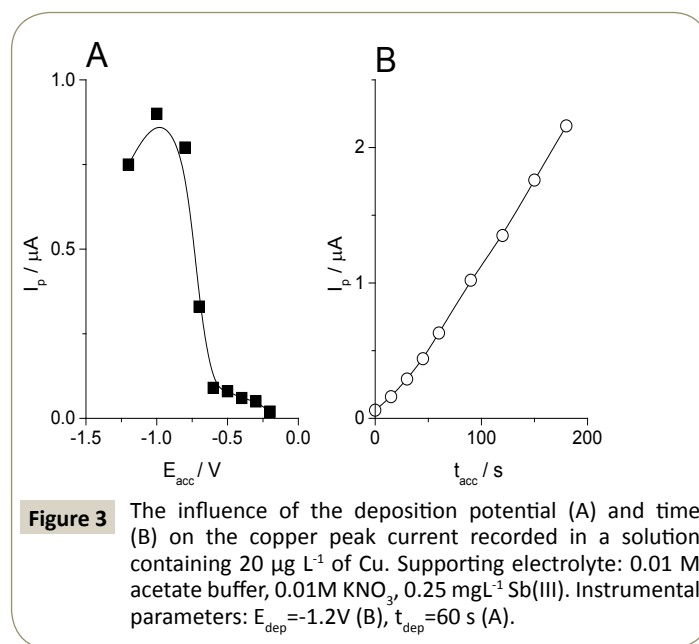 A
B
1.0
0.5
0.0
I_p / μA
-1.5 -1.0 -0.5 0.0
E_acc / V
2
1
0
I_p / μA
0 100 200
t_acc / s
Figure 3
The influence of the deposition potential (A) and time
(B) on the copper peak current recorded in a solution
containing 20 μg L⁻¹ of Cu. Supporting electrolyte: 0.01 M
acetate buffer, 0.01M KNO₃, 0.25 mgL⁻¹ Sb(III). Instrumental
parameters: E_dep=-1.2V (B), t_dep=60 s (A).